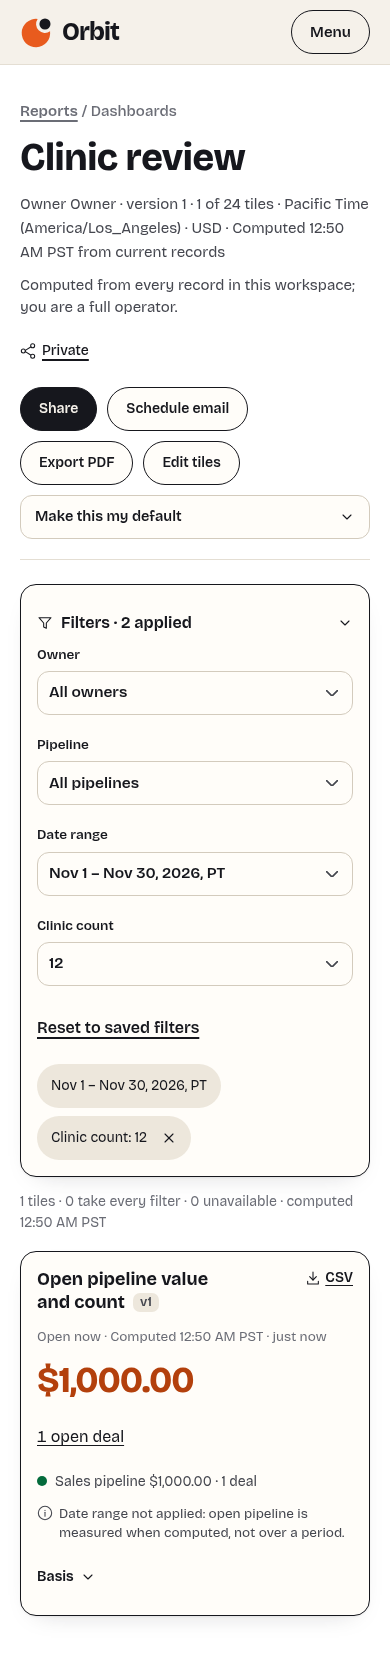 Orbit
Menu
Reports / Dashboards
Clinic review
Owner Owner · version 1 · 1 of 24 tiles · Pacific Time
(America/Los_Angeles) · USD · Computed 12:50
AM PST from current records
Computed from every record in this workspace;
you are a full operator.
Private
Share
Schedule email
Export PDF
Edit tiles
Make this my default
Filters · 2 applied
Owner
All owners
Pipeline
All pipelines
Date range
Nov 1 – Nov 30, 2026, PT
Clinic count
12
Reset to saved filters
Nov 1 – Nov 30, 2026, PT
Clinic count: 12
1 tiles · 0 take every filter · 0 unavailable · computed
12:50 AM PST
Open pipeline value
and count v1
CSV
Open now · Computed 12:50 AM PST · just now
$1,000.00
1 open deal
Sales pipeline $1,000.00 · 1 deal
Date range not applied: open pipeline is
measured when computed, not over a period.
Basis